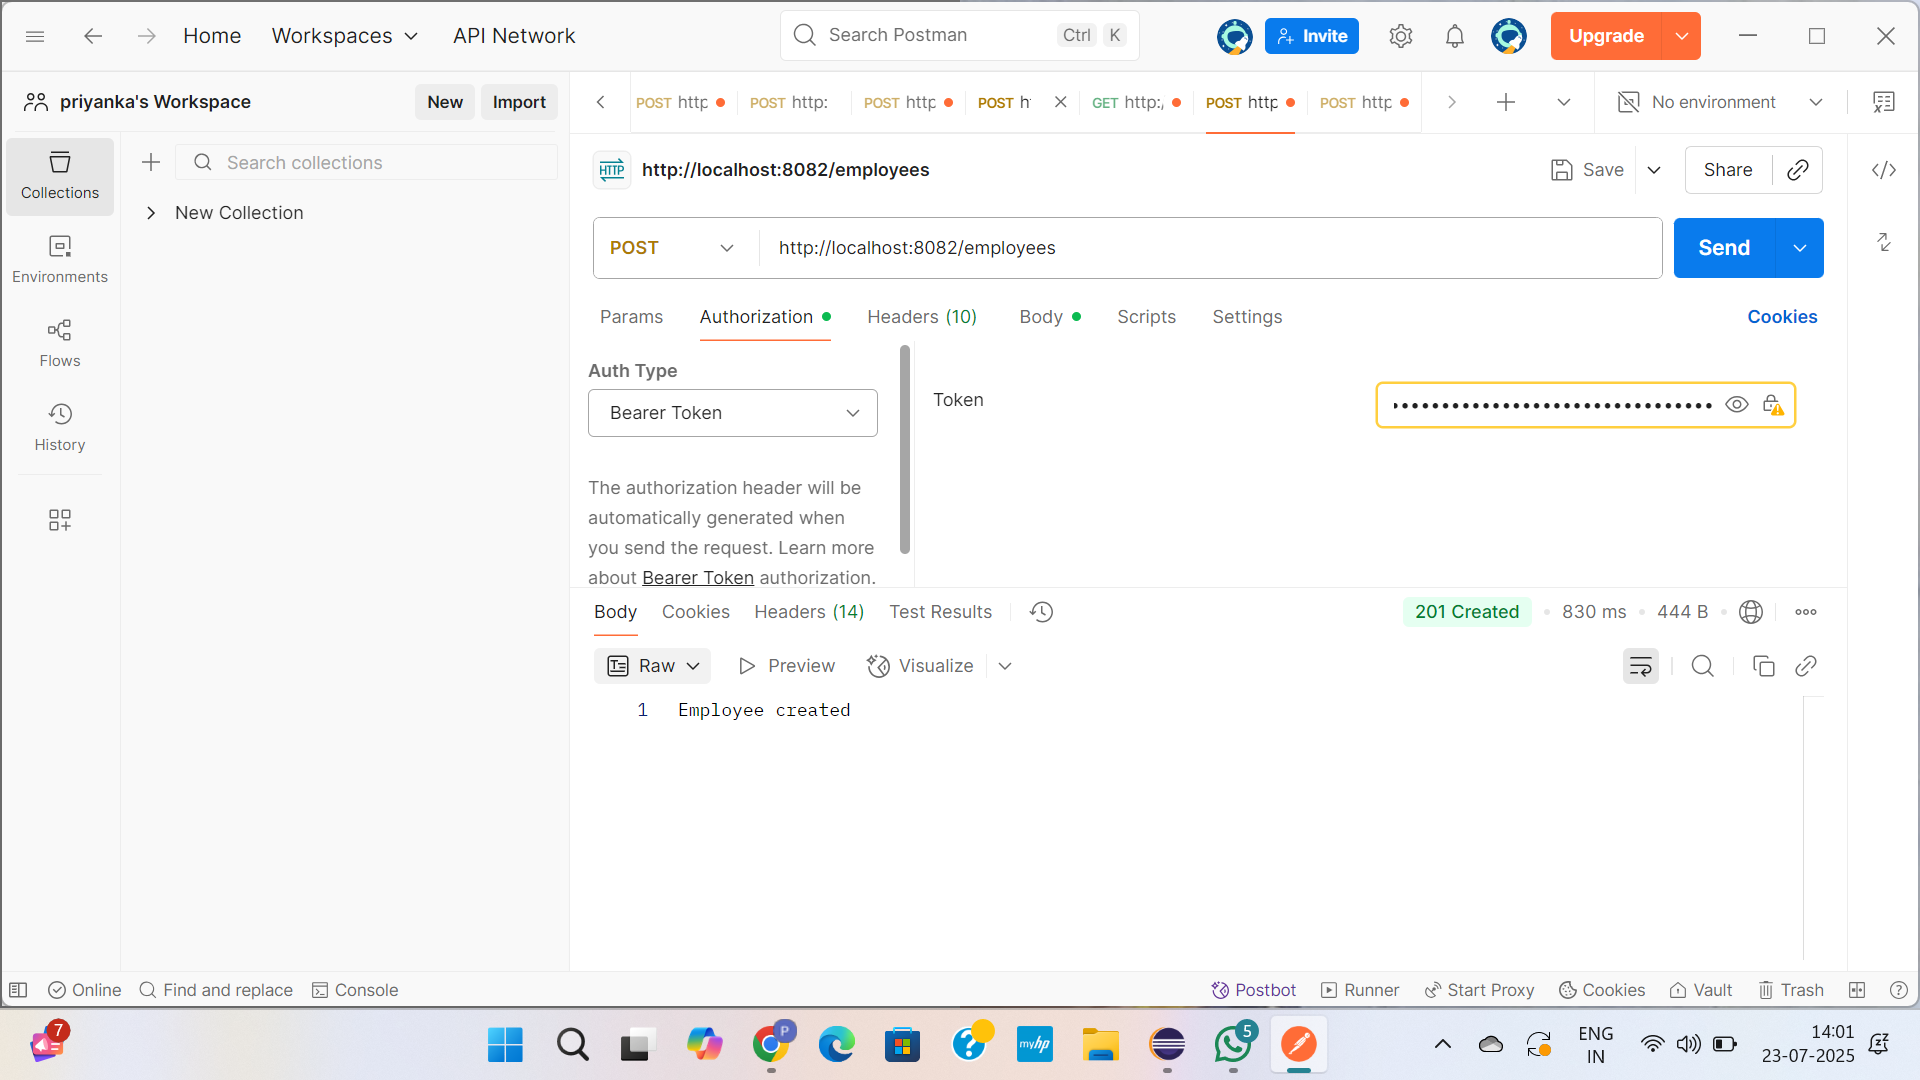 Home
Workspaces
API Network
Search Postman
Ctrl
K
Invite
Upgrade
priyanka's Workspace
New
Import
POST http
POST http:
POST http
POST h
GET http:/
POST http
POST http
No environment
Collections
Environments
Flows
History
Search collections
New Collection
HTTP
http://localhost:8082/employees
Save
Share
POST
http://localhost:8082/employees
Send
Params
Authorization
Headers (10)
Body
Scripts
Settings
Cookies
Auth Type
Bearer Token
The authorization header will be
automatically generated when
you send the request. Learn more
about Bearer Token authorization.
Token
Body
Cookies
Headers (14)
Test Results
201 Created
830 ms
444 B
Raw
Preview
Visualize
1 Employee created
Online
Find and replace
Console
Postbot
Runner
Start Proxy
Cookies
Vault
Trash
7
P
myhp
5
ENG
IN
14:01
23-07-2025